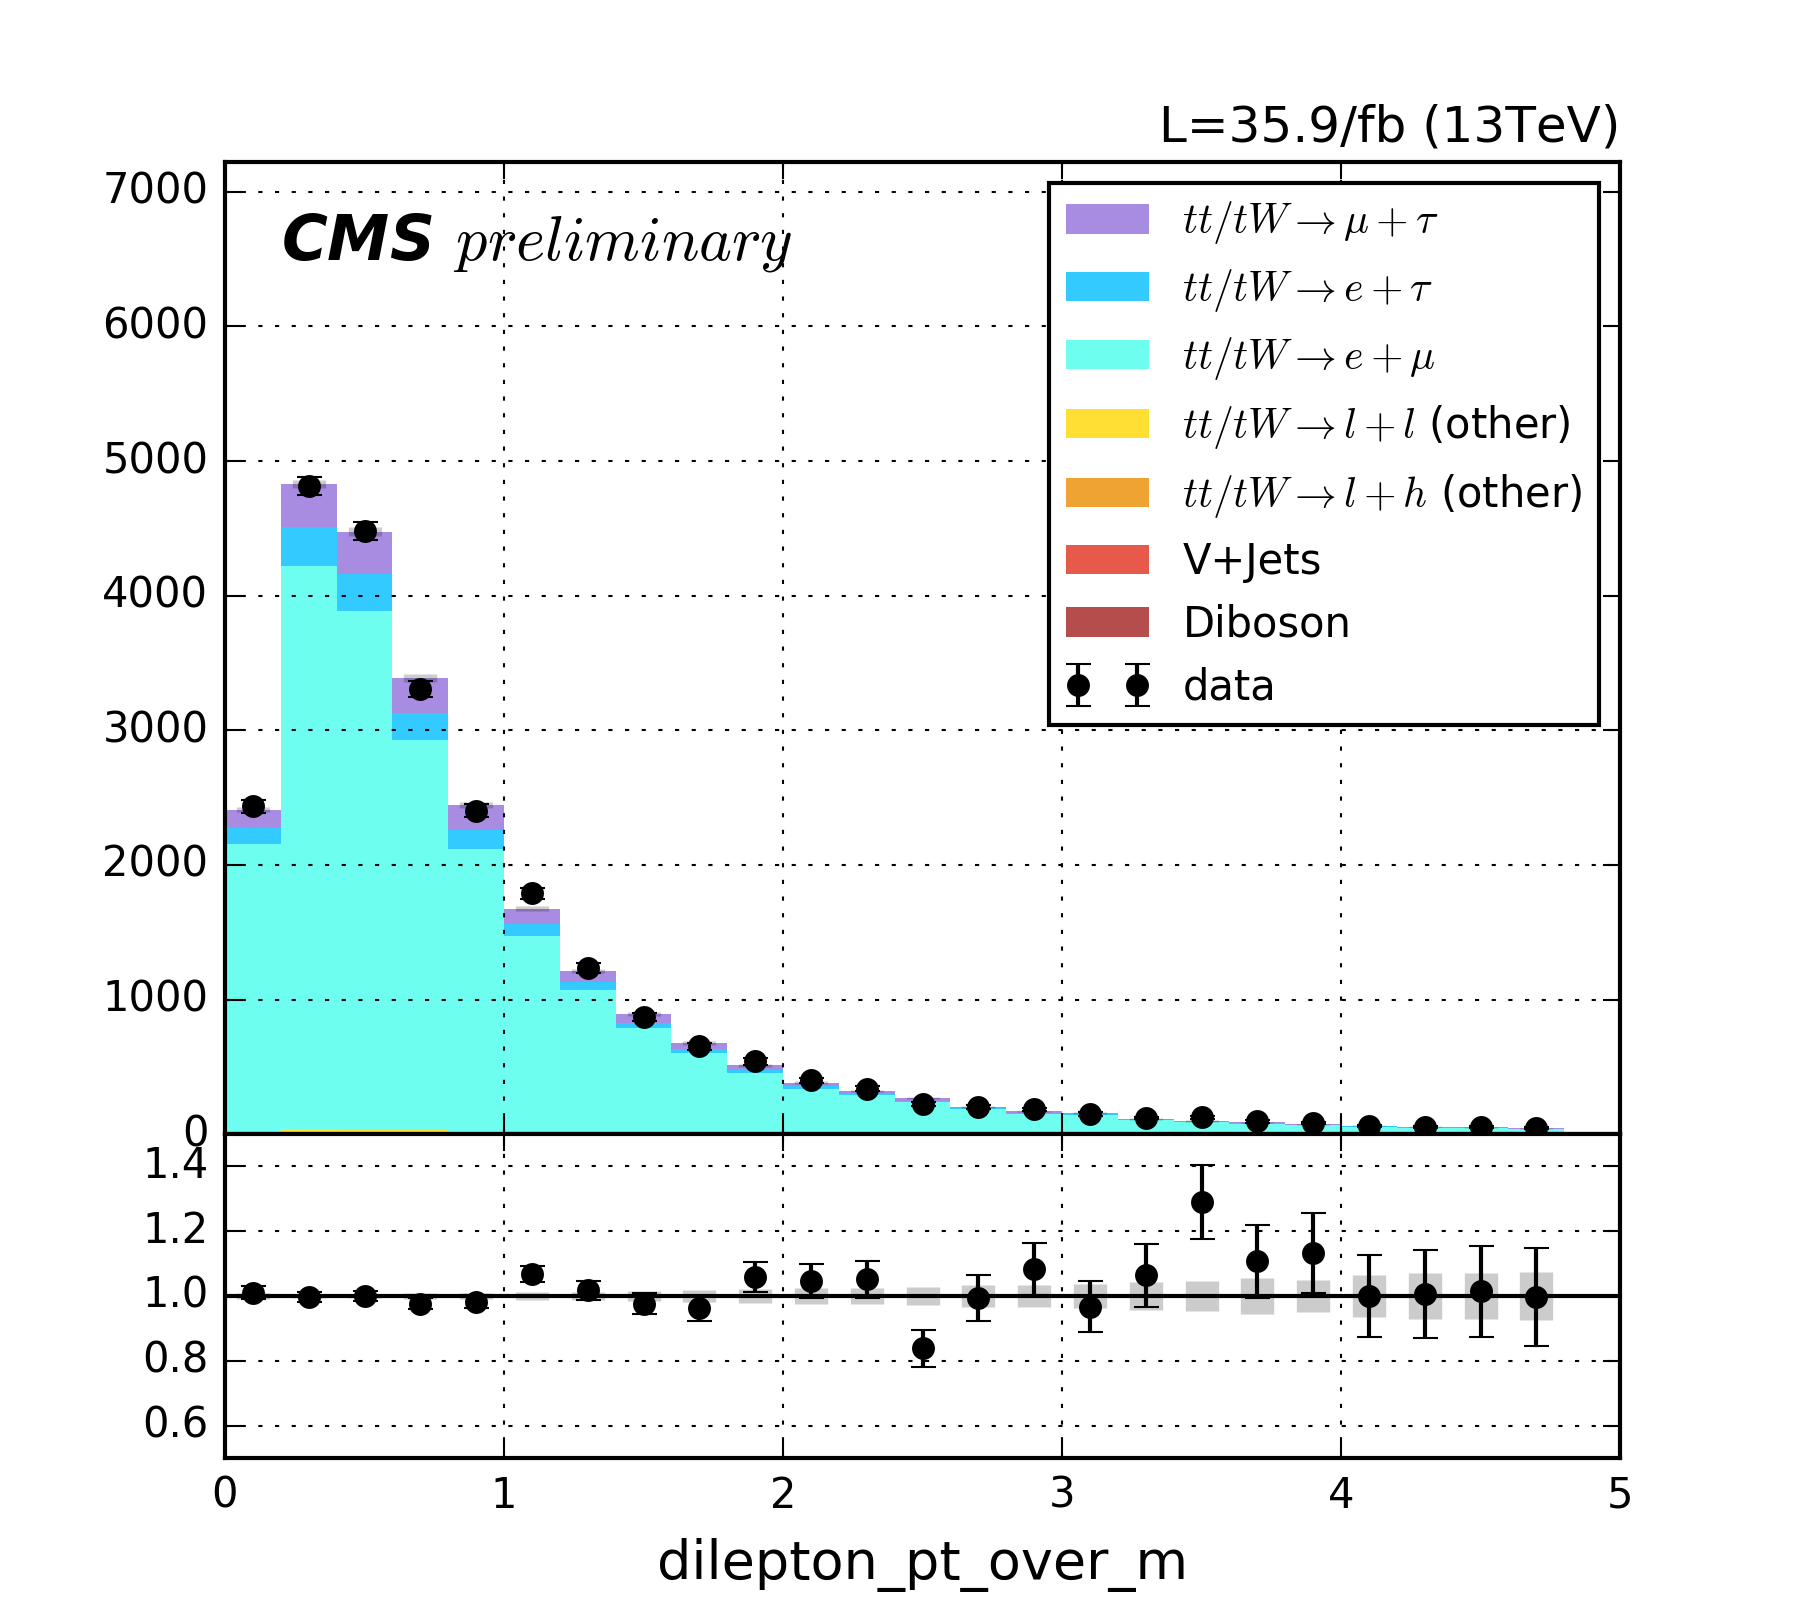 L=35.9/fb (13TeV)
7000
CMS preliminary
6000
5000
4000
3000
2000
1000
0
tt/tW → μ + τ
tt/tW → e + τ
tt/tW → e + μ
tt/tW → l + l (other)
tt/tW → l + h (other)
V+Jets
Diboson
data
1.4
1.2
1.0
0.8
0.6
0 1 2 3 4 5
dilepton_pt_over_m